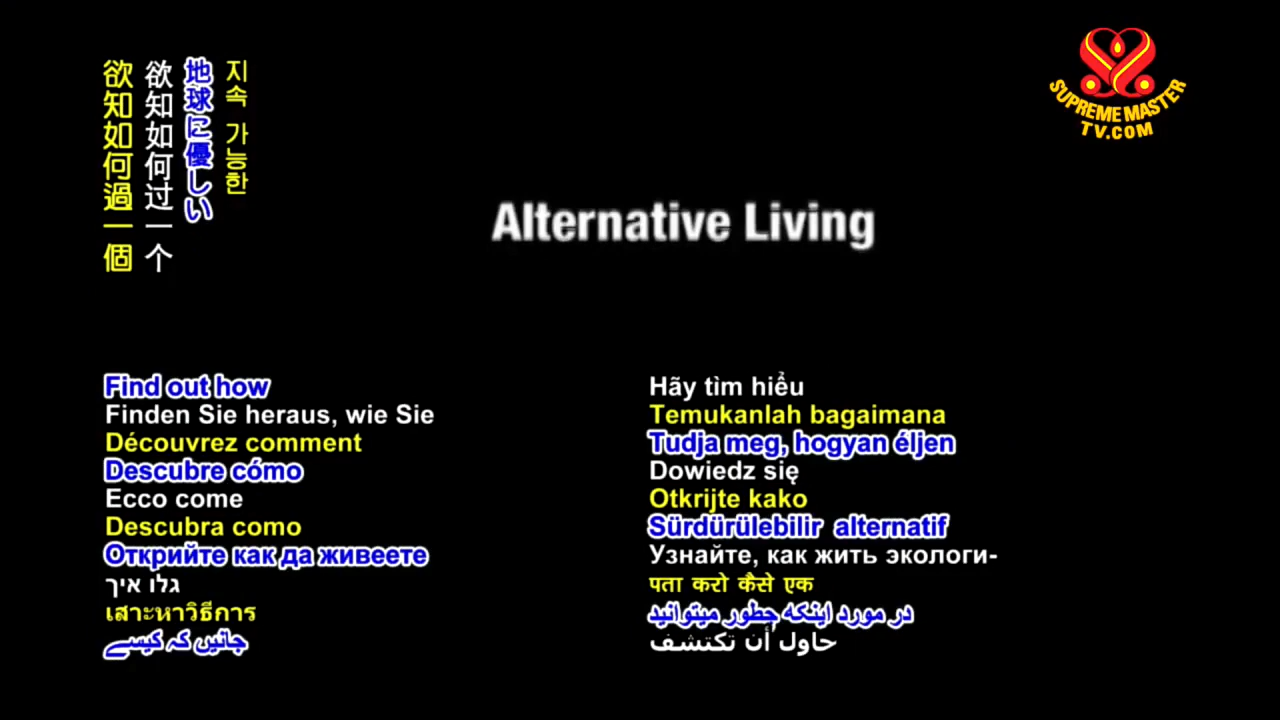 欲知如何過一個
欲知如何过一个
地球に優しい
지속 가능한
SUPREME MASTER
TV.COM
Alternative Living
Find out how
Finden Sie heraus, wie Sie
Découvrez comment
Descubre cómo
Ecco come
Descubra como
Открийте как да живеете
גלו איך
เสาะหาวิธีการ
جانیں کہ کیسے
Hãy tìm hiểu
Temukanlah bagaimana
Tudja meg, hogyan éljen
Dowiedz się
Otkrijte kako
Sürdürülebilir  alternatif
Узнайте, как жить экологи-
पता करो कैसे एक
در مورد اینکه چطور میتوانید
حاول أن تكتشف